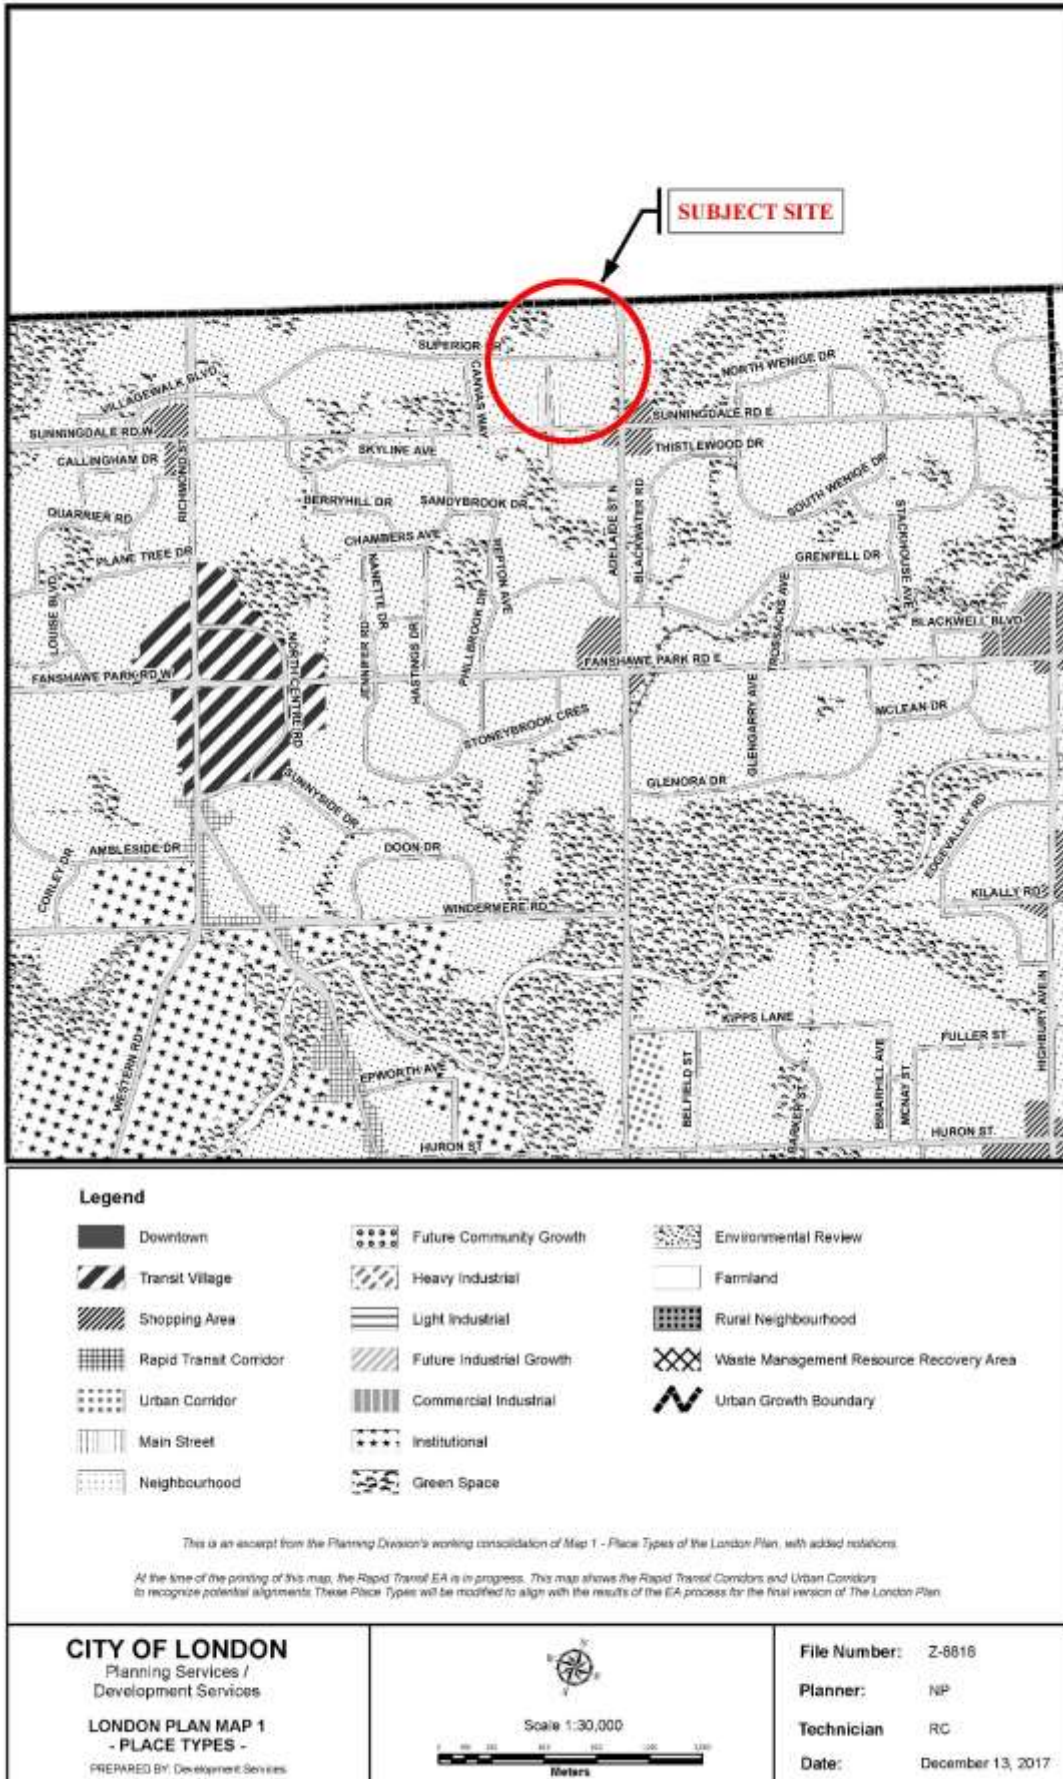 SUBJECT SITE
SUPERIOR DR
CANVAS WAY
NORTH WENIGE DR
VILLAGEWALK BLVD
SUNNINGDALE RD W
SUNNINGDALE RD E
RICHMOND ST
CALLINGHAM DR
SKYLINE AVE
THISTLEWOOD DR
BERRYHILL DR
SANDYBROOK DR
SOUTH WENIGE DR
QUARRIER RD
CHAMBERS AVE
ADELAIDE ST N
BLACKWATER RD
STACKHOUSE AVE
PLANE TREE DR
NANETTE DR
REPTON AVE
GRENFELL DR
LOUISE BLVD
JENNIFER RD
HASTINGS DR
PHILLBROOK DR
TROSSACKS AVE
BLACKWELL BLVD
FANSHAWE PARK RD W
NORTH CENTRE RD
FANSHAWE PARK RD E
STONEYBROOK CRES
GLENGARRY AVE
MCLEAN DR
SUNNYSIDE DR
GLENORA DR
EDGEVALLEY RD
CORLEY DR
AMBLESIDE DR
DOON DR
KILALLY RD
WINDERMERE RD
HIGHBURY AVE N
WESTERN RD
KIPPS LANE
FULLER ST
EPWORTH AVE
BELFIELD ST
BARKER ST
BRIARHILL AVE
MCNAY ST
HURON ST
HURON ST
Legend
Downtown
Transit Village
Shopping Area
Rapid Transit Corridor
Urban Corridor
Main Street
Neighbourhood
Future Community Growth
Heavy Industrial
Light Industrial
Future Industrial Growth
Commercial Industrial
Institutional
Green Space
Environmental Review
Farmland
Rural Neighbourhood
Waste Management Resource Recovery Area
Urban Growth Boundary
This is an excerpt from the Planning Division's working consolidation of Map 1 - Place Types of the London Plan, with added notations.
At the time of the printing of this map, the Rapid Transit EA is in progress. This map shows the Rapid Transit Corridors and Urban Corridors
to recognize potential alignments. These Place Types will be modified to align with the results of the EA process for the final version of The London Plan.
CITY OF LONDON
Planning Services /
Development Services
LONDON PLAN MAP 1
- PLACE TYPES -
PREPARED BY: Development Services
Scale 1:30,000
Meters
File Number: Z-8818
Planner: NP
Technician RC
Date: December 13, 2017